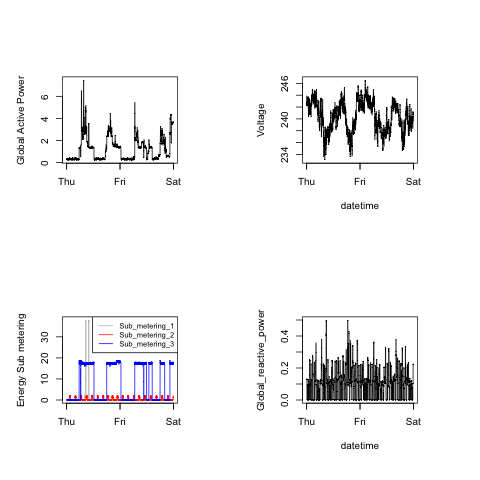 Global Active Power
0 2 4 6
Thu Fri Sat
Voltage
234 240 246
Thu Fri Sat
datetime
Energy Sub metering
0 10 20 30
Sub_metering_1
Sub_metering_2
Sub_metering_3
Thu Fri Sat
Global_reactive_power
0.0 0.2 0.4
Thu Fri Sat
datetime